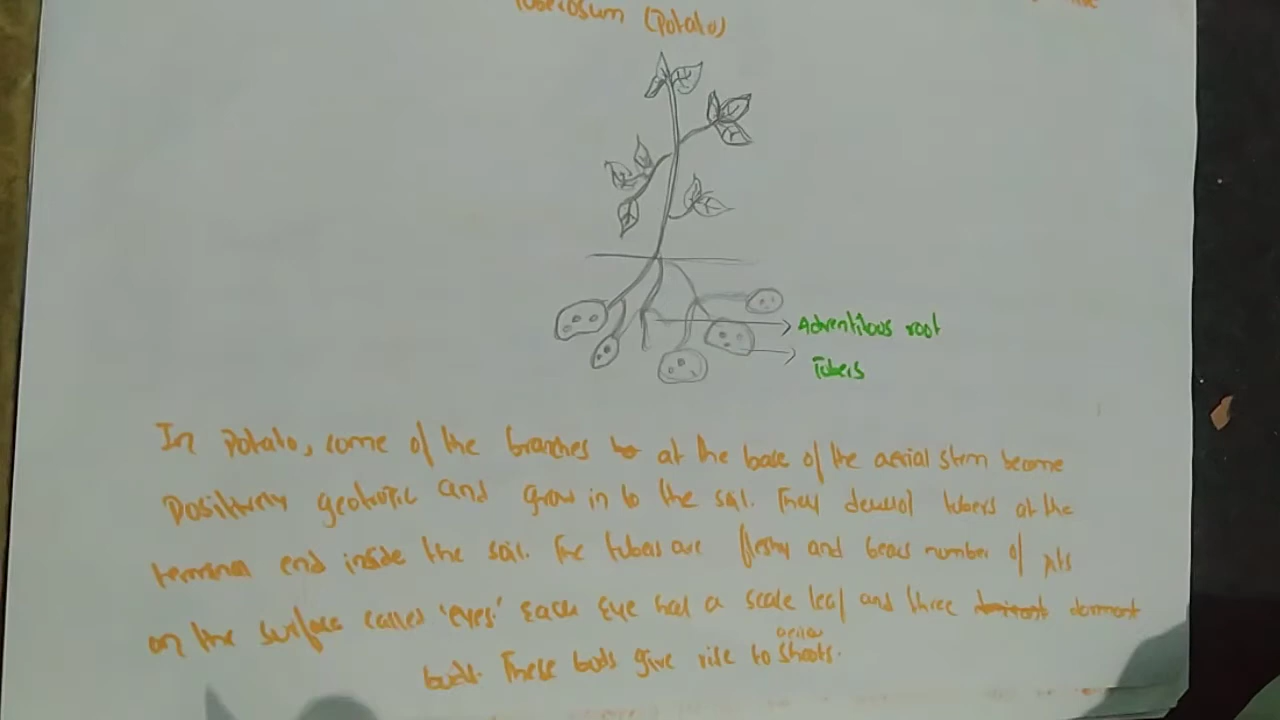 Tuberosum (Potato)
Adventitous root
Tubers
In Potato, some of the branches at the base of the aerial stem become
Positively geotropic and grow in to the soil. They develop tubers at the
terminal end inside the soil. The tubers are fleshy and bears number of pits
on the surface called 'eyes'. Each Eye has a scale leaf and three dormant
buds. These buds give rise to shoots.